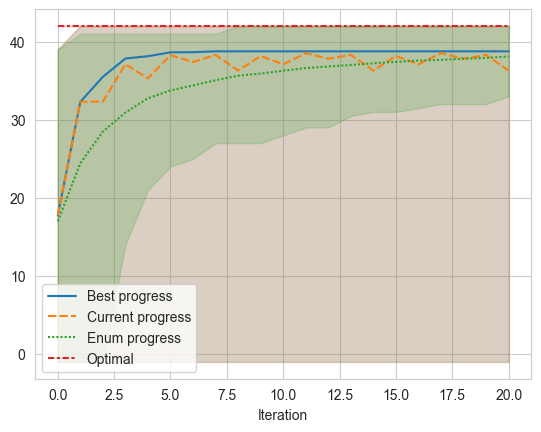 40
30
20
10
0
Best progress
Current progress
Enum progress
Optimal
0.0 2.5 5.0 7.5 10.0 12.5 15.0 17.5 20.0
Iteration